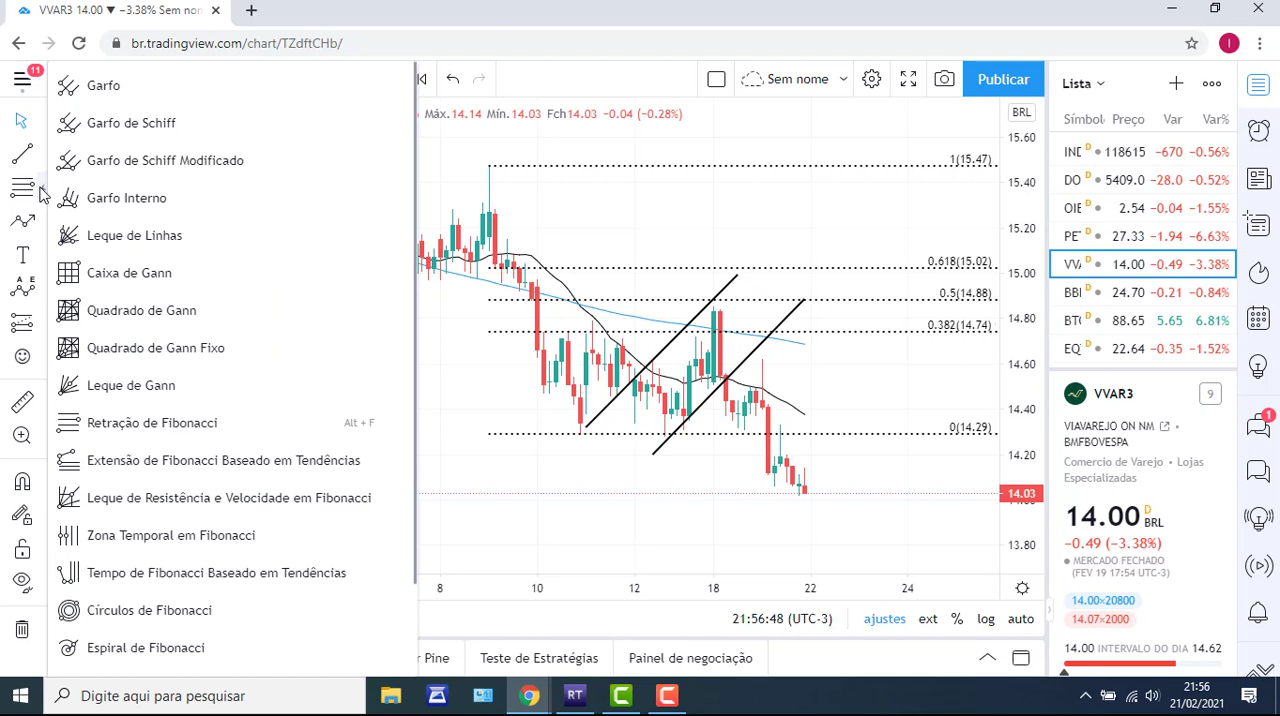 VVAR3 14.00 ▼ −3.38% Sem non
br.tradingview.com/chart/TZdftCHb/
I
11
Garfo
Garfo de Schiff
Garfo de Schiff Modificado
Garfo Interno
Leque de Linhas
Caixa de Gann
Quadrado de Gann
Quadrado de Gann Fixo
Leque de Gann
Retração de Fibonacci Alt + F
Extensão de Fibonacci Baseado em Tendências
Leque de Resistência e Velocidade em Fibonacci
Zona Temporal em Fibonacci
Tempo de Fibonacci Baseado em Tendências
Círculos de Fibonacci
Espiral de Fibonacci
Sem nome
Publicar
Máx.14.14 Mín.14.03 Fch14.03 −0.04 (−0.28%)
BRL
15.60
15.40
15.20
15.00
14.80
14.60
14.40
14.20
14.03
13.80
1(15.47)
0.618(15.02)
0.5(14.88)
0.382(14.74)
0(14.29)
8 10 12 18 22 24
21:56:48 (UTC-3) ajustes ext % log auto
r Pine Teste de Estratégias Painel de negociação
Lista
Símbol Preço Var Var%
IND D 118615 −670 −0.56%
DO D 5409.0 −28.0 −0.52%
OIE D 2.54 −0.04 −1.55%
PE D 27.33 −1.94 −6.63%
VV D 14.00 −0.49 −3.38%
BBI D 24.70 −0.21 −0.84%
BT D 88.65 5.65 6.81%
EQ D 22.64 −0.35 −1.52%
VVAR3 9
VIAVAREJO ON NM •
BMFBOVESPA
Comercio de Varejo • Lojas
Especializadas
14.00 D BRL
−0.49 (−3.38%)
MERCADO FECHADO
(FEV 19 17:54 UTC-3)
14.00×20800
14.07×2000
14.00 INTERVALO DO DIA 14.62
1
Digite aqui para pesquisar
RT
21:56
21/02/2021